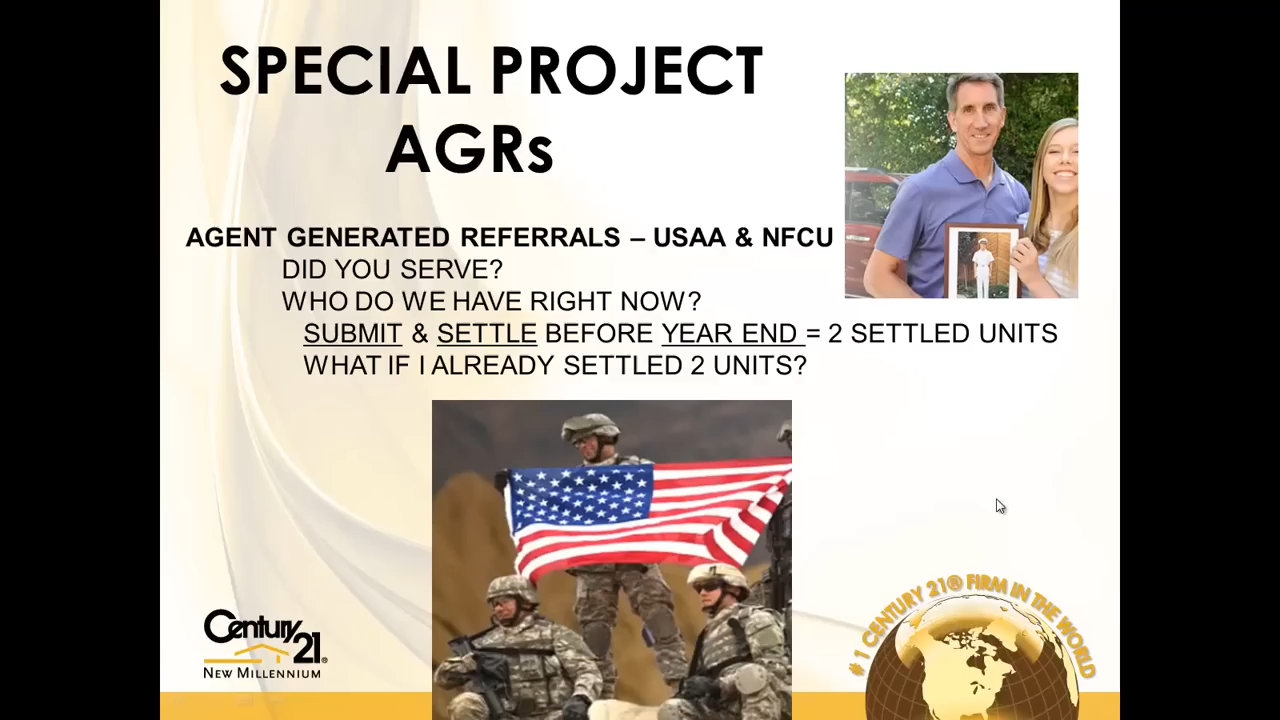 SPECIAL PROJECT
AGRs
AGENT GENERATED REFERRALS – USAA & NFCU
DID YOU SERVE?
WHO DO WE HAVE RIGHT NOW?
SUBMIT & SETTLE BEFORE YEAR END = 2 SETTLED UNITS
WHAT IF I ALREADY SETTLED 2 UNITS?
Century 21®
NEW MILLENNIUM
#1 CENTURY 21® FIRM IN THE WORLD